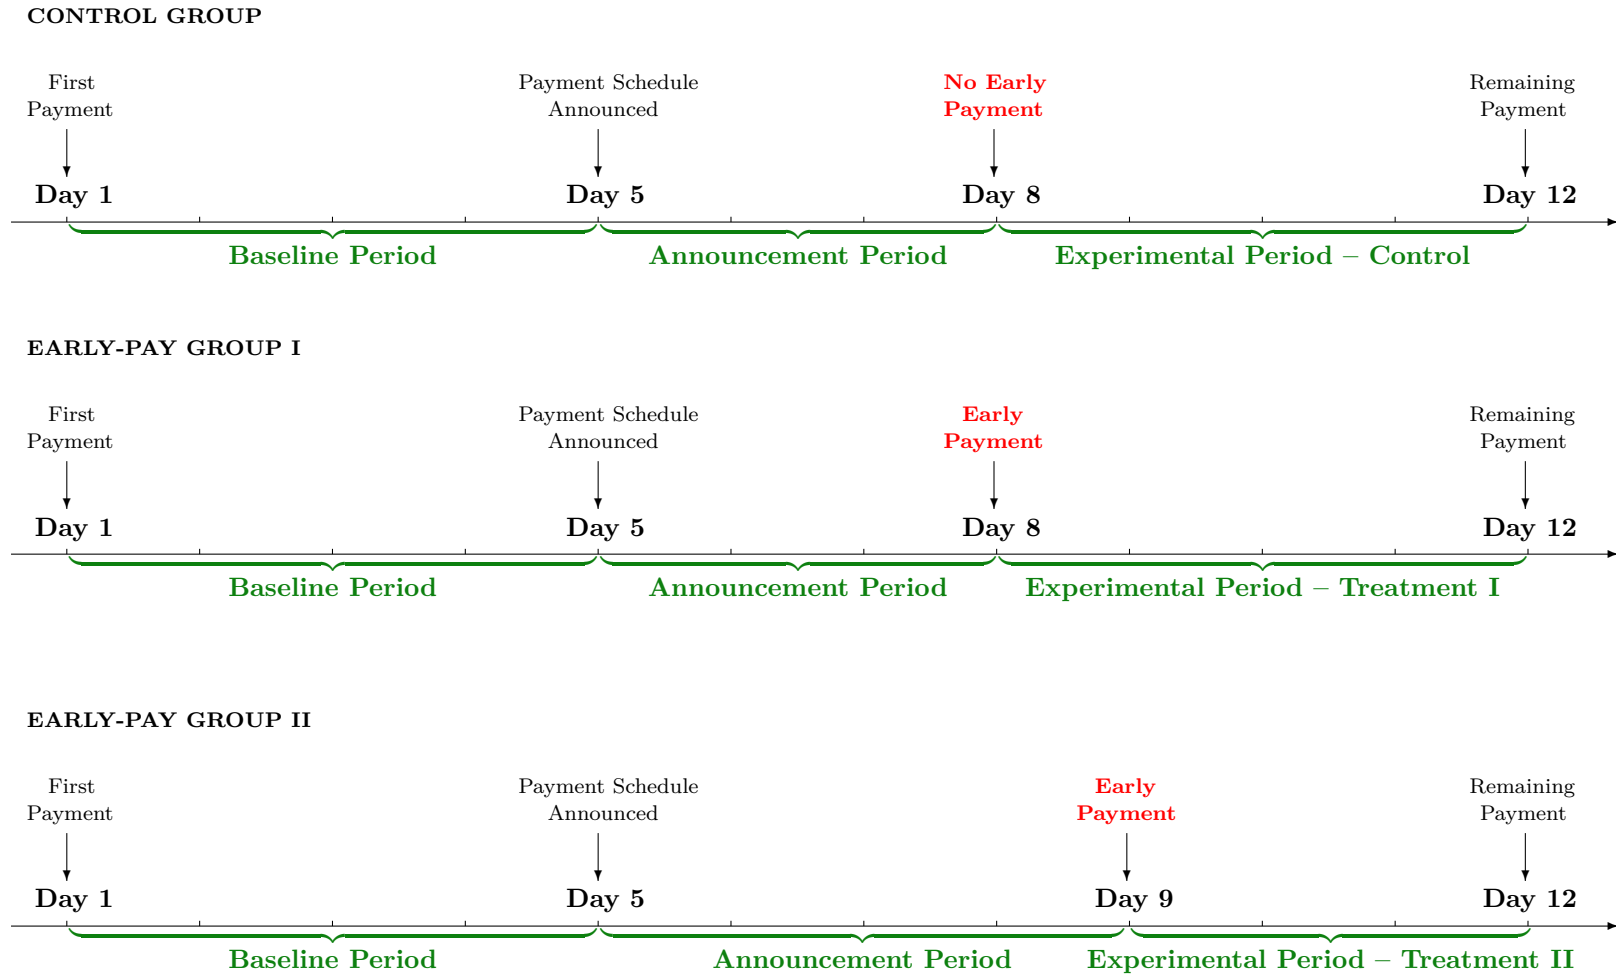 CONTROL GROUP
First Payment Schedule No Early Remaining
Payment Announced Payment Payment
Day 1 Day 5 Day 8 Day 12
Baseline Period Announcement Period Experimental Period – Control
EARLY-PAY GROUP I
First Payment Schedule Early Remaining
Payment Announced Payment Payment
Day 1 Day 5 Day 8 Day 12
Baseline Period Announcement Period Experimental Period – Treatment I
EARLY-PAY GROUP II
First Payment Schedule Early Remaining
Payment Announced Payment Payment
Day 1 Day 5 Day 9 Day 12
Baseline Period Announcement Period Experimental Period – Treatment II